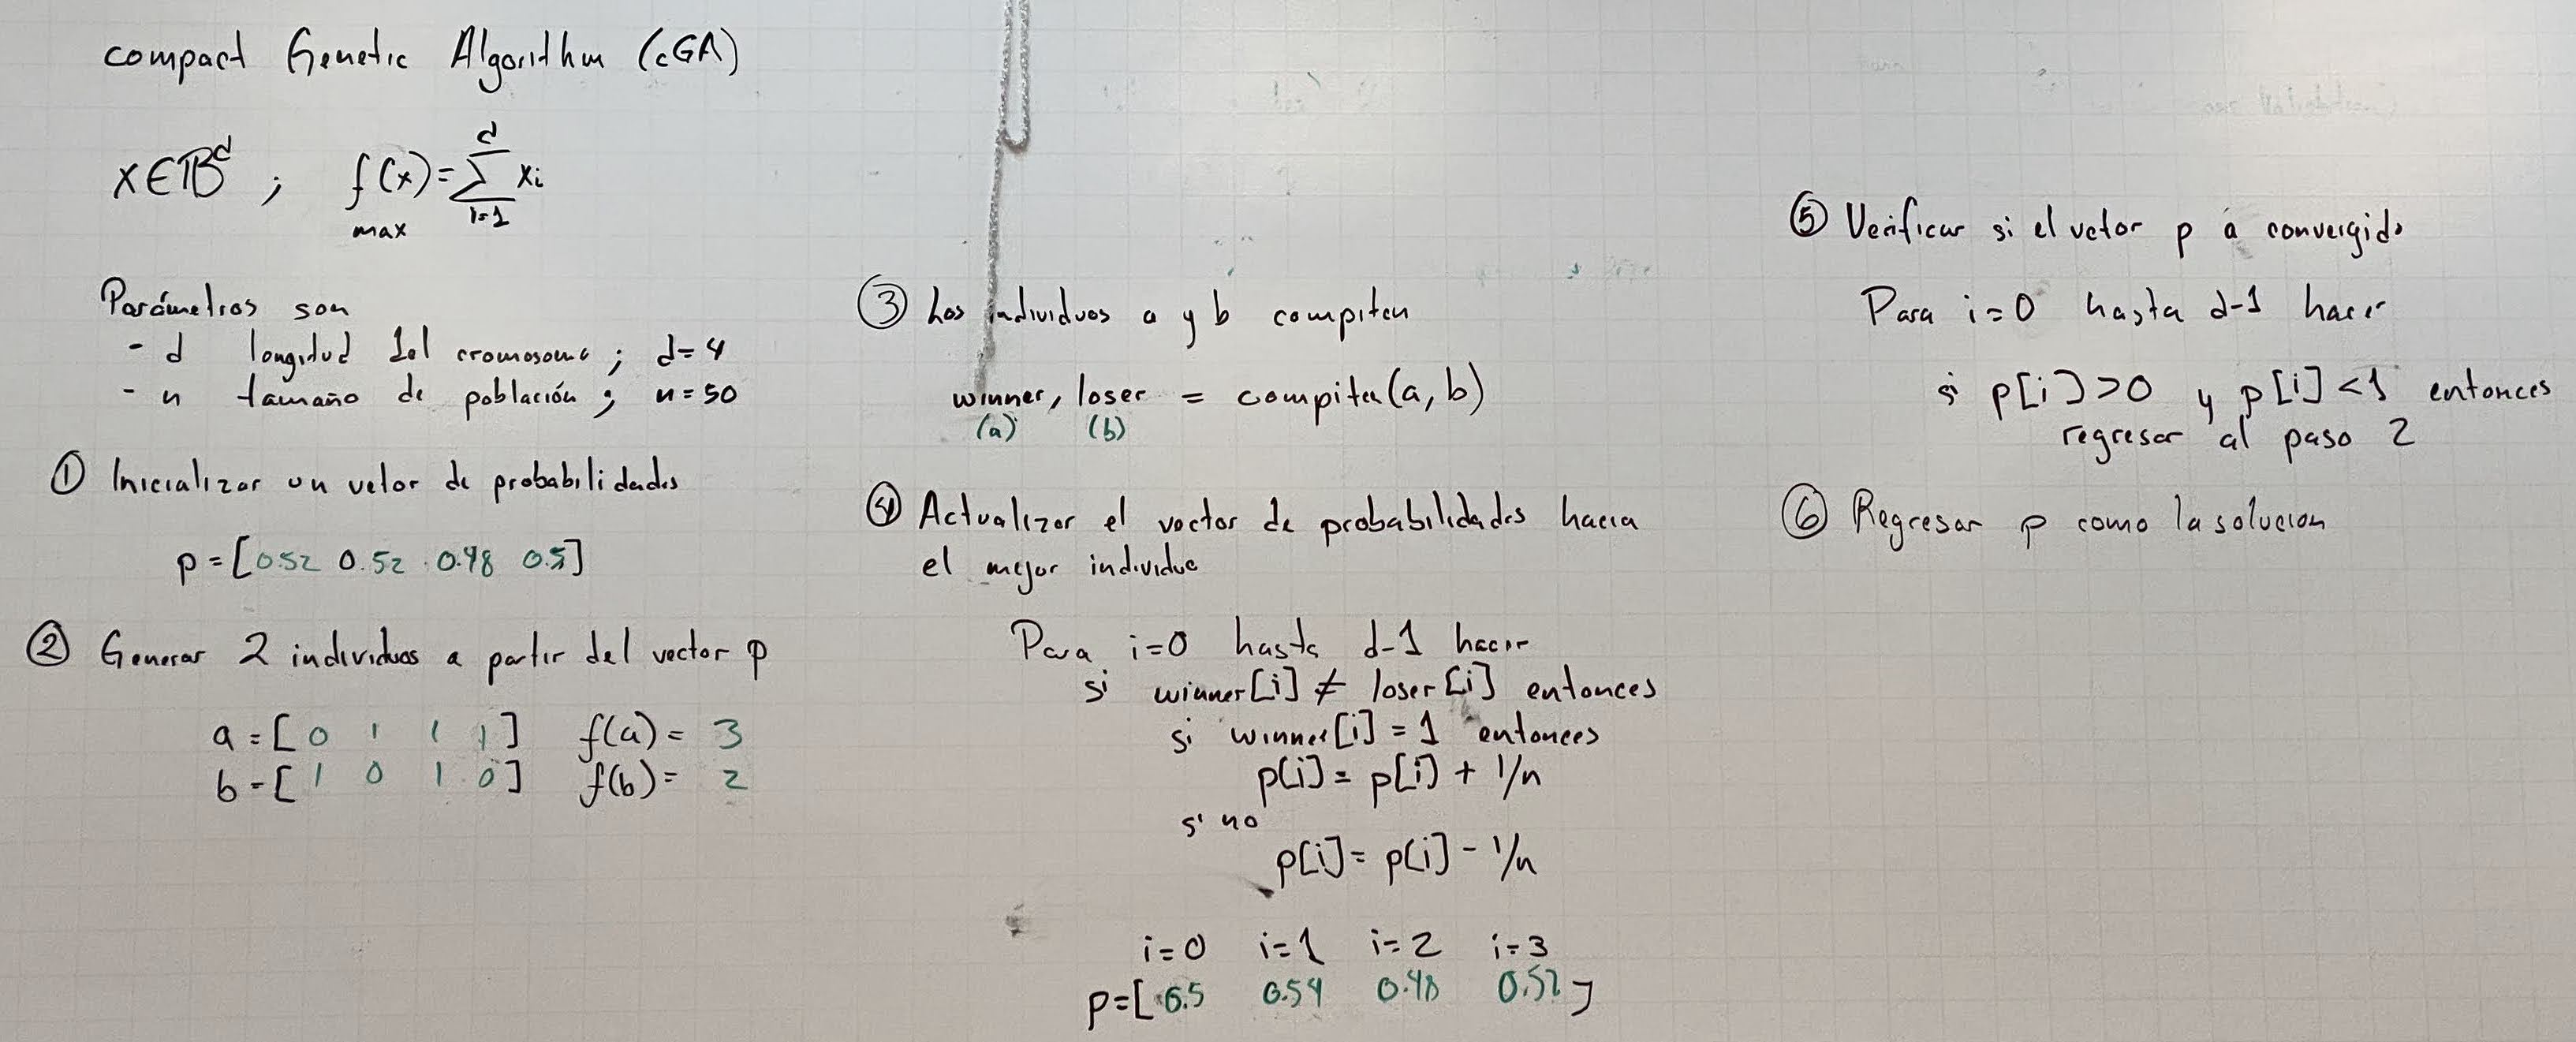 compact Genetic Algorithm (cGA)
x∈𝔹^d ; f(x)=∑_{i=1}^{d} xi
max
Parámetros son
- d longitud del cromosoma ; d=4
- n tamaño de población ; n=50
① Inicializar un vetor de probabilidades
p=[0.52 0.52 0.48 0.5]
② Generar 2 individuos a partir del vector p
a=[0 1 1 1] f(a)= 3
b=[1 0 1 0] f(b)= 2
③ Los individuos a y b compiten
winner, loser = compiten(a, b)
(a) (b)
④ Actualizar el vector de probabilidades hacia
el mejor individuo
Para i=0 hasta d-1 hacer
si winner[i] ≠ loser[i] entonces
si winner[i] = 1 entonces
p[i] = p[i] + 1/n
si no
p[i] = p[i] - 1/n
i=0 i=1 i=2 i=3
p=[0.5 0.54 0.48 0.52]
⑤ Verificar si el vetor p a convergido
Para i=0 hasta d-1 hacer
si p[i]>0 y p[i]<1 entonces
regresar al paso 2
⑥ Regresar p como la solucion